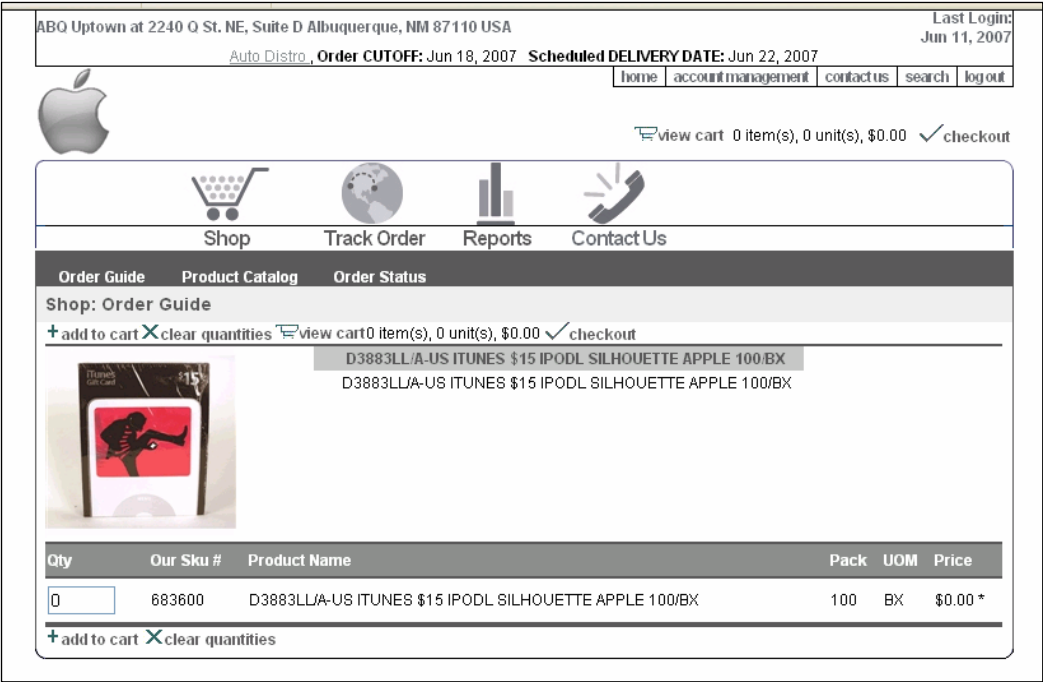 ABQ Uptown at 2240 Q St. NE, Suite D Albuquerque, NM 87110 USA
Last Login:
Jun 11, 2007
Auto Distro , Order CUTOFF: Jun 18, 2007 Scheduled DELIVERY DATE: Jun 22, 2007
home account management contact us search log out
view cart 0 item(s), 0 unit(s), $0.00 checkout
Shop Track Order Reports Contact Us
Order Guide Product Catalog Order Status
Shop: Order Guide
add to cart clear quantities view cart0 item(s), 0 unit(s), $0.00 checkout
D3883LL/A-US ITUNES $15 IPODL SILHOUETTE APPLE 100/BX
D3883LL/A-US ITUNES $15 IPODL SILHOUETTE APPLE 100/BX
iTunes $15
Gift Card
Qty Our Sku # Product Name Pack UOM Price
0 683600 D3883LL/A-US ITUNES $15 IPODL SILHOUETTE APPLE 100/BX 100 BX $0.00 *
add to cart clear quantities